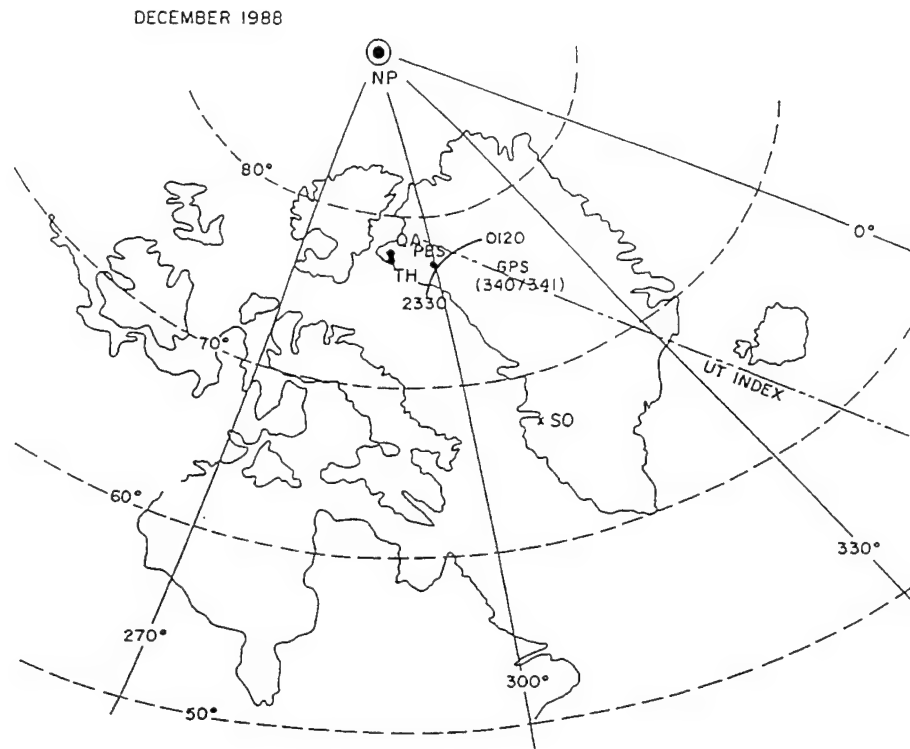 DECEMBER 1988
NP
80°
0°
QA
PBS
0120
GPS
(340/341)
TH
2330
70°
UT INDEX
SO
60°
330°
270°
300°
50°